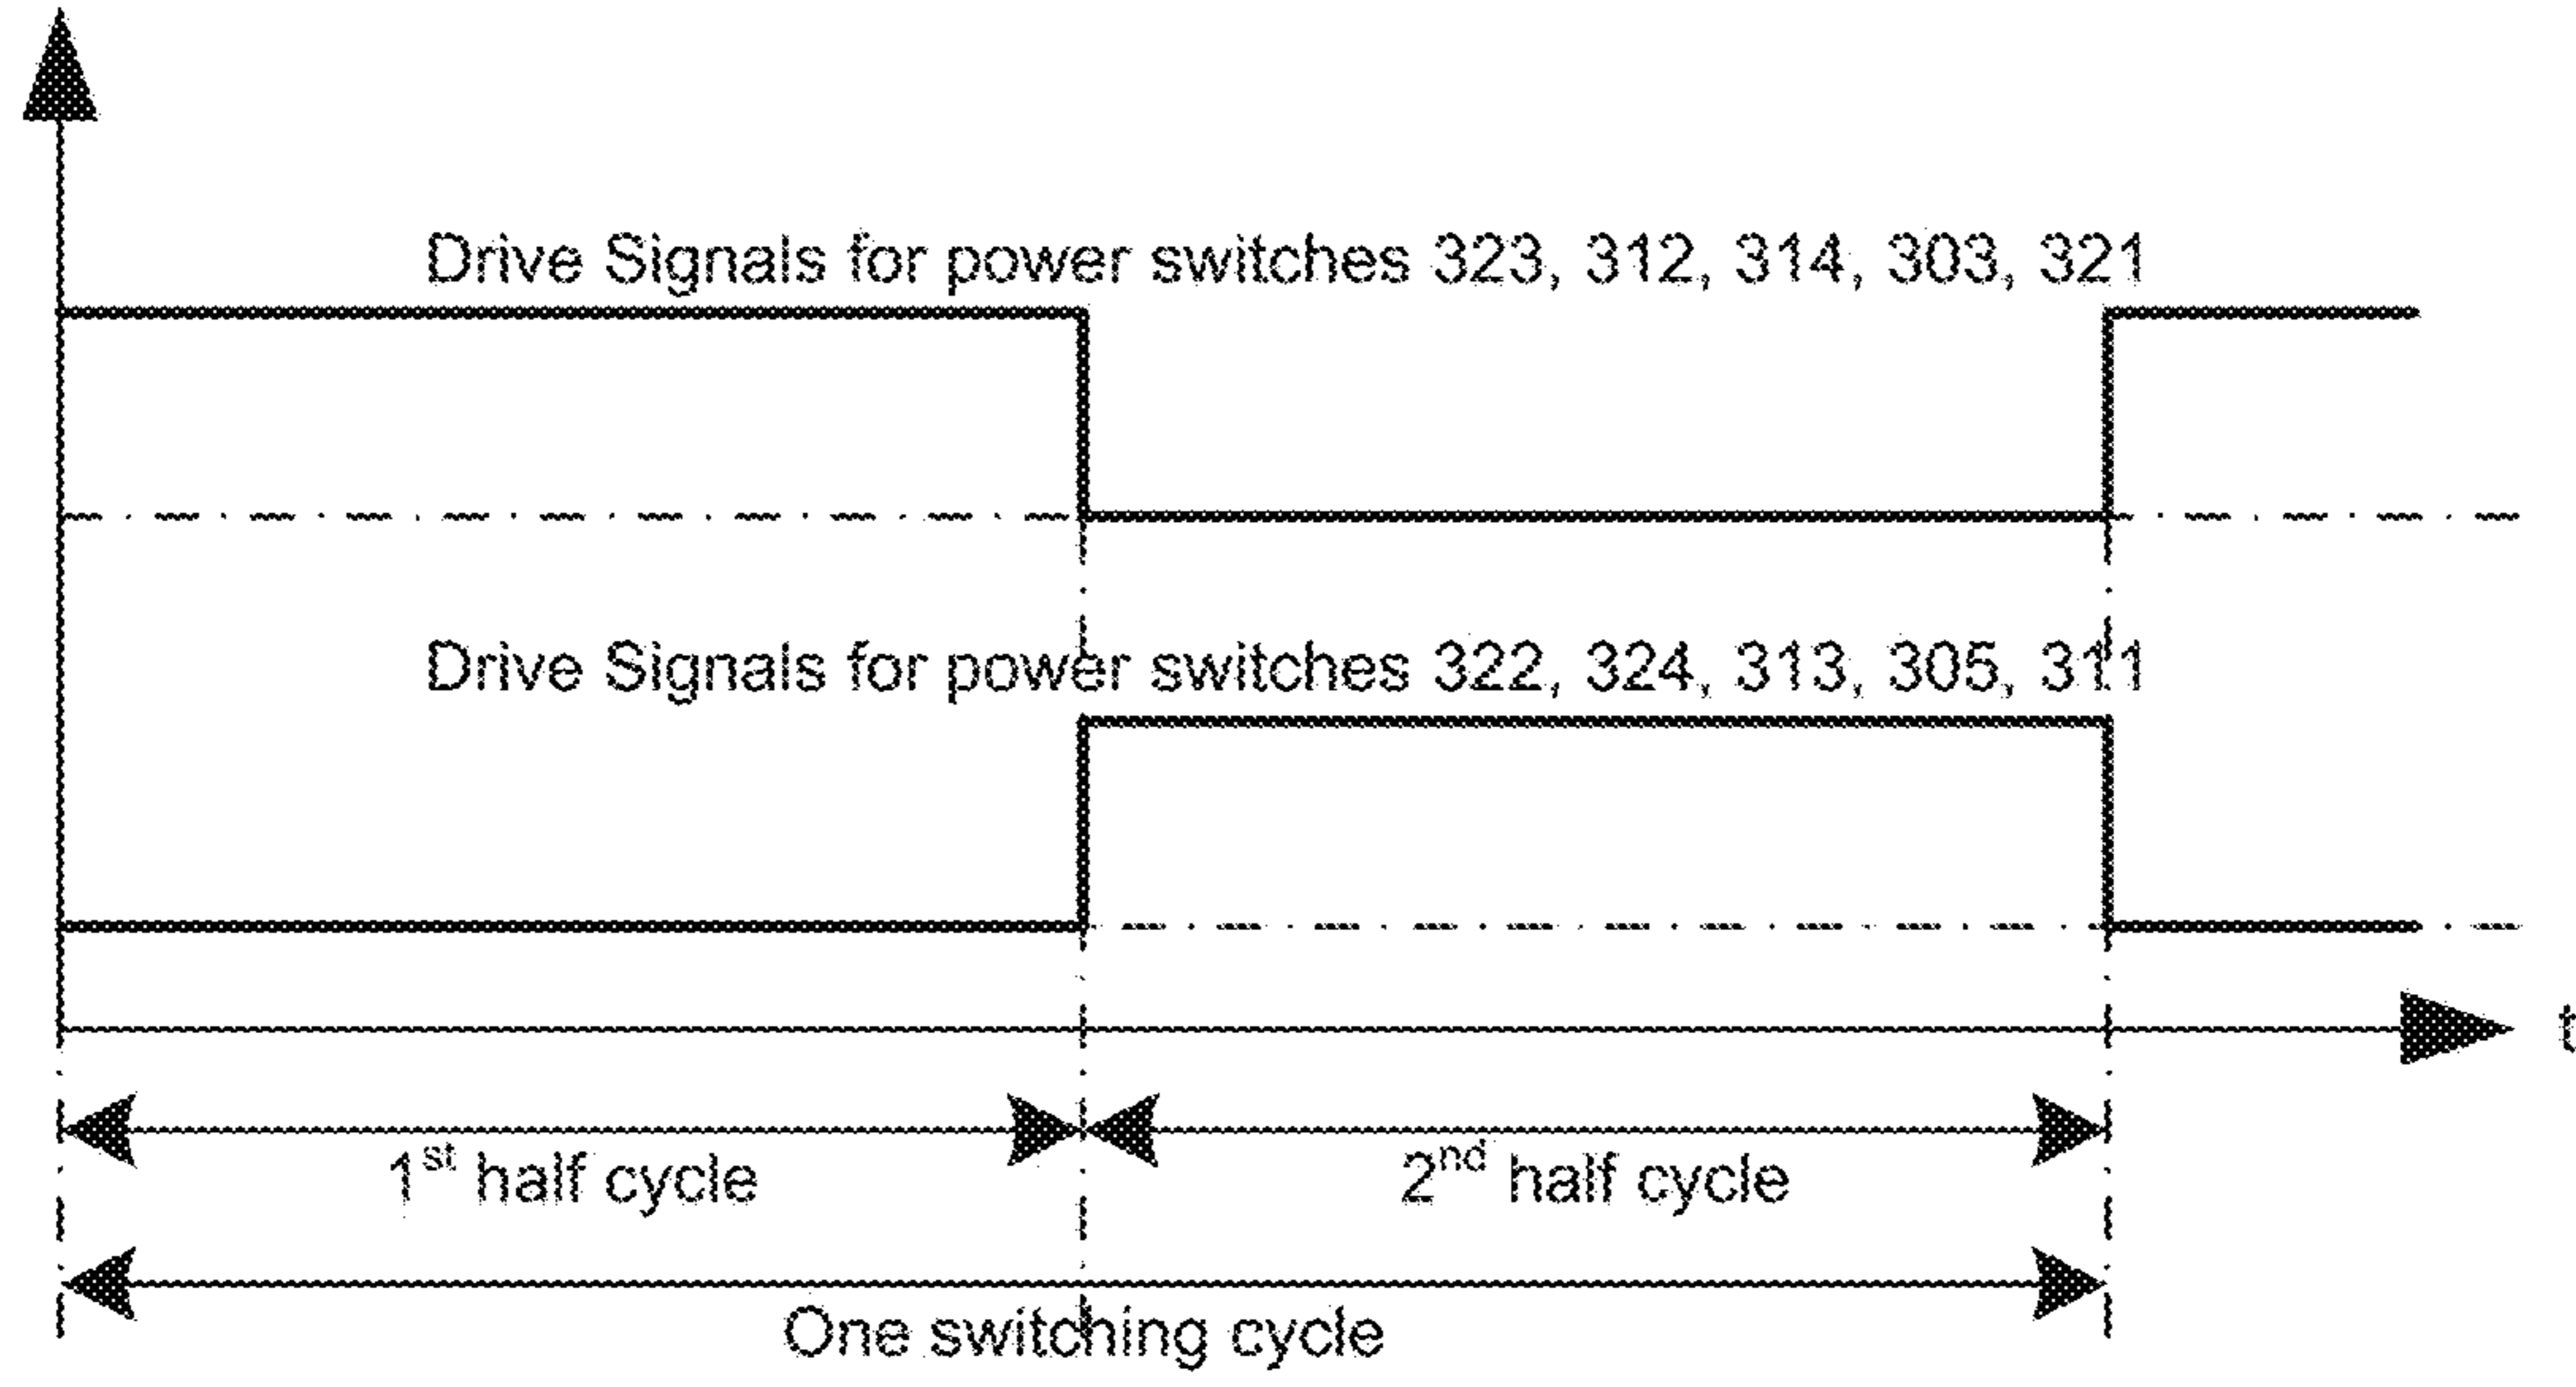 Drive Signals for power switches 323, 312, 314, 303, 321
Drive Signals for power switches 322, 324, 313, 305, 311
t
1st half cycle
2nd half cycle
One switching cycle